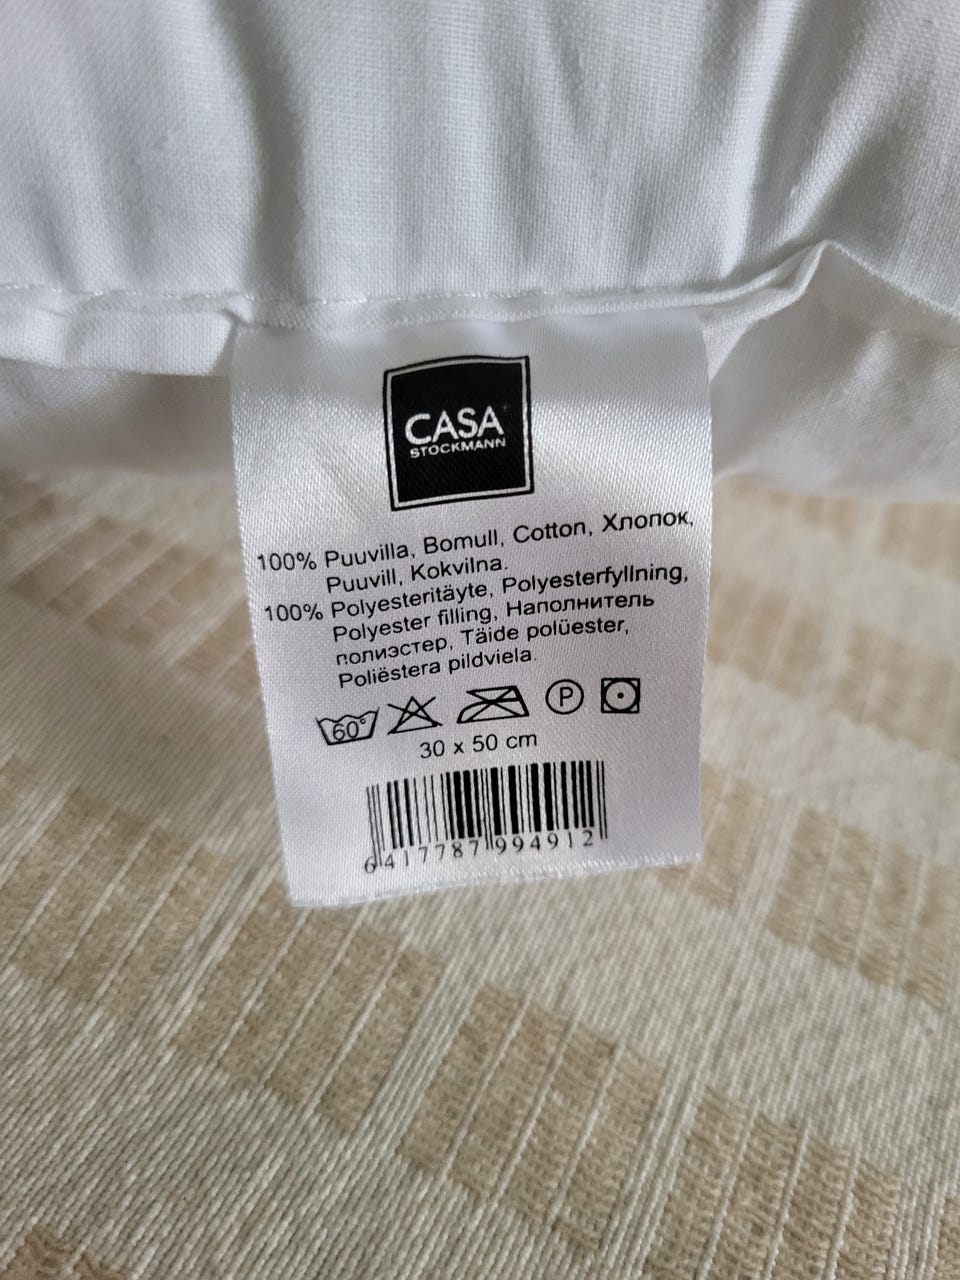 CASA
STOCKMANN
100% Puuvilla, Bomull, Cotton, Хлопок,
Puuvill, Kokvilna.
100% Polyesteritäyte, Polyesterfyllning,
Polyester filling, Наполнитель
полиэстер, Täide polüester,
Poliëstera pildviela.
60° P
30 x 50 cm
6417787994912